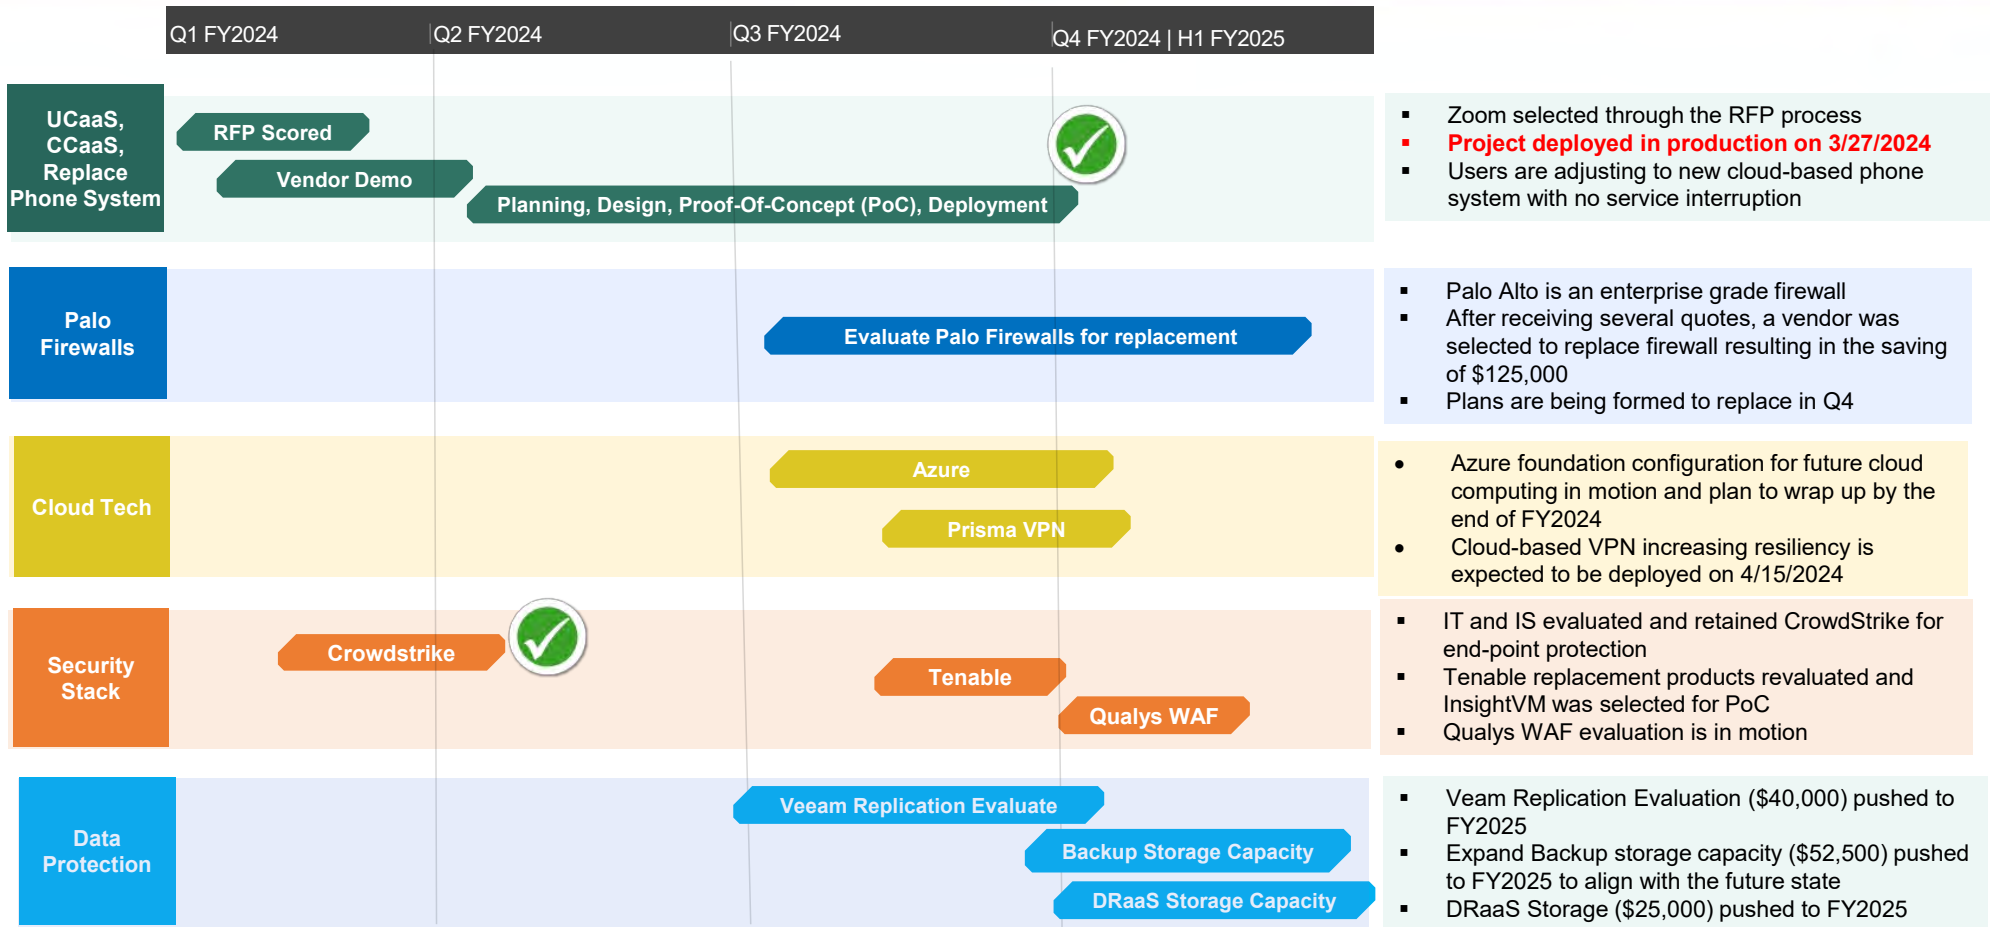 Q1 FY2024
Q2 FY2024
Q3 FY2024
Q4 FY2024 | H1 FY2025
UCaaS,
CCaaS,
Replace
Phone System
RFP Scored
Vendor Demo
Planning, Design, Proof-Of-Concept (PoC), Deployment
▪ Zoom selected through the RFP process
▪ Project deployed in production on 3/27/2024
▪ Users are adjusting to new cloud-based phone
system with no service interruption
Palo
Firewalls
Evaluate Palo Firewalls for replacement
▪ Palo Alto is an enterprise grade firewall
▪ After receiving several quotes, a vendor was
selected to replace firewall resulting in the saving
of $125,000
▪ Plans are being formed to replace in Q4
Cloud Tech
Azure
Prisma VPN
• Azure foundation configuration for future cloud
computing in motion and plan to wrap up by the
end of FY2024
• Cloud-based VPN increasing resiliency is
expected to be deployed on 4/15/2024
Security
Stack
Crowdstrike
Tenable
Qualys WAF
▪ IT and IS evaluated and retained CrowdStrike for
end-point protection
▪ Tenable replacement products revaluated and
InsightVM was selected for PoC
▪ Qualys WAF evaluation is in motion
Data
Protection
Veeam Replication Evaluate
Backup Storage Capacity
DRaaS Storage Capacity
▪ Veam Replication Evaluation ($40,000) pushed to
FY2025
▪ Expand Backup storage capacity ($52,500) pushed
to FY2025 to align with the future state
▪ DRaaS Storage ($25,000) pushed to FY2025